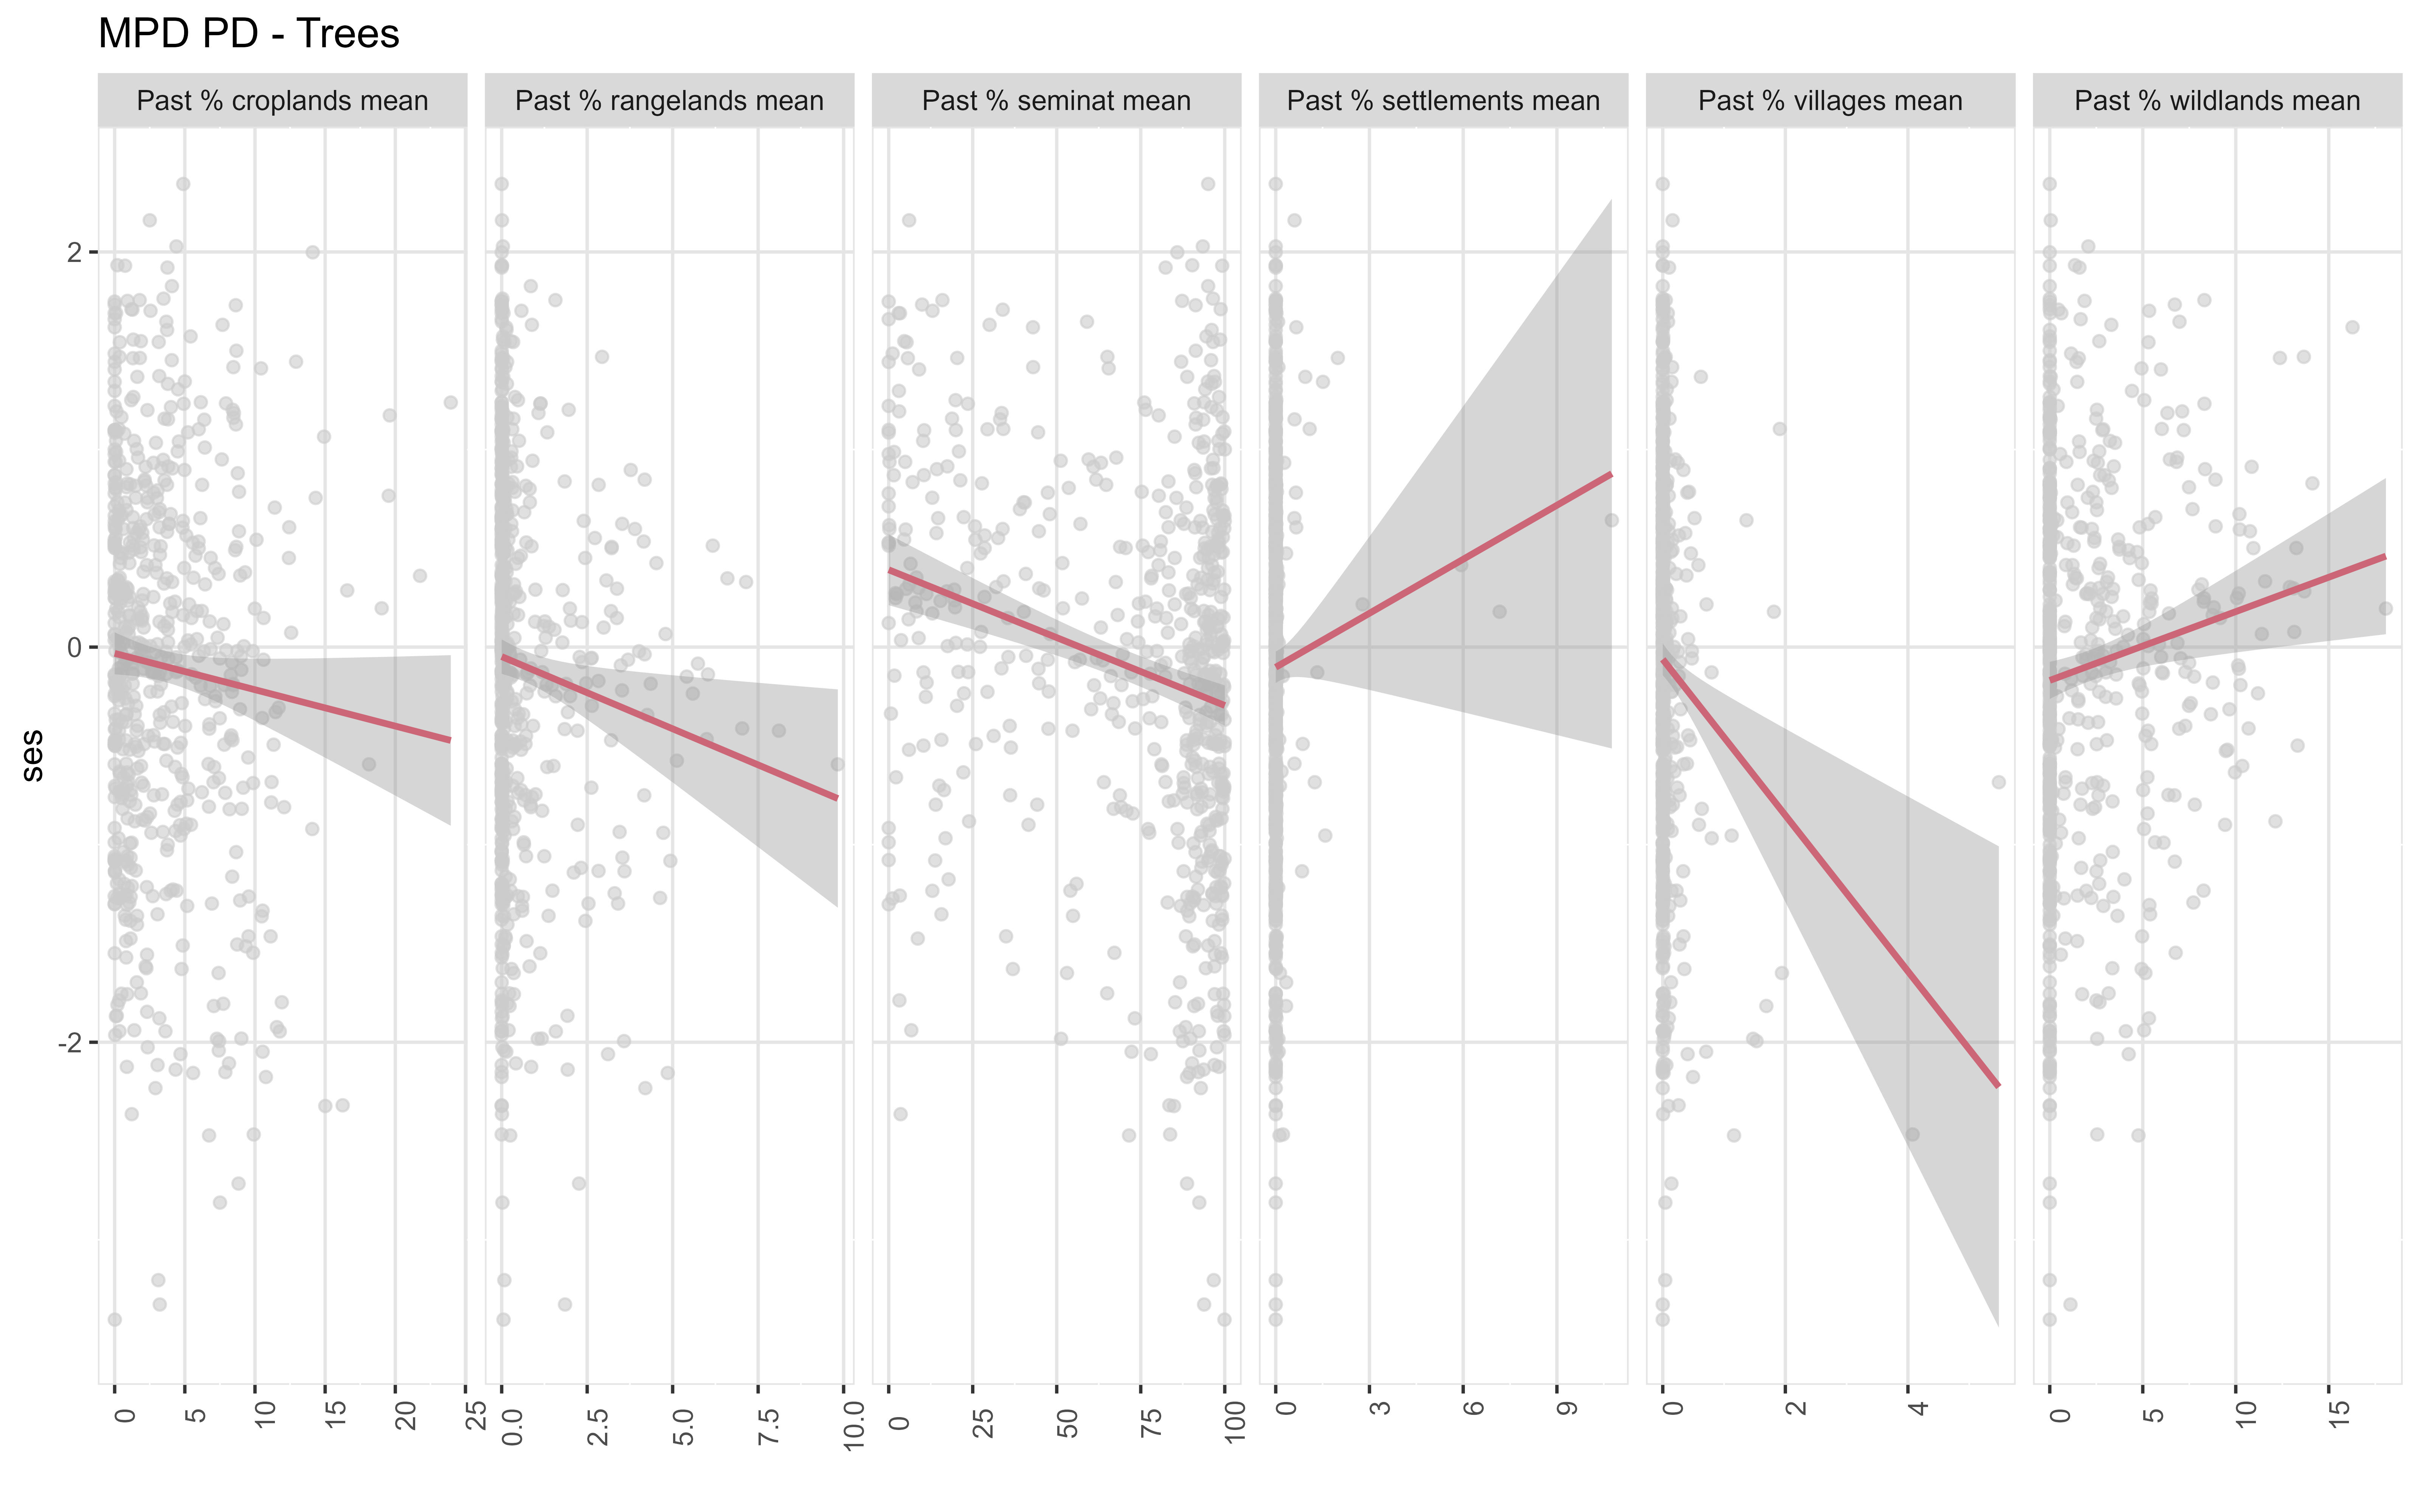 MPD PD - Trees
Past % croplands mean
Past % rangelands mean
Past % seminat mean
Past % settlements mean
Past % villages mean
Past % wildlands mean
ses
2
0
-2
0 5 10 15 20 25
0.0 2.5 5.0 7.5 10.0
0 25 50 75 100
0 3 6 9
0 2 4
0 5 10 15